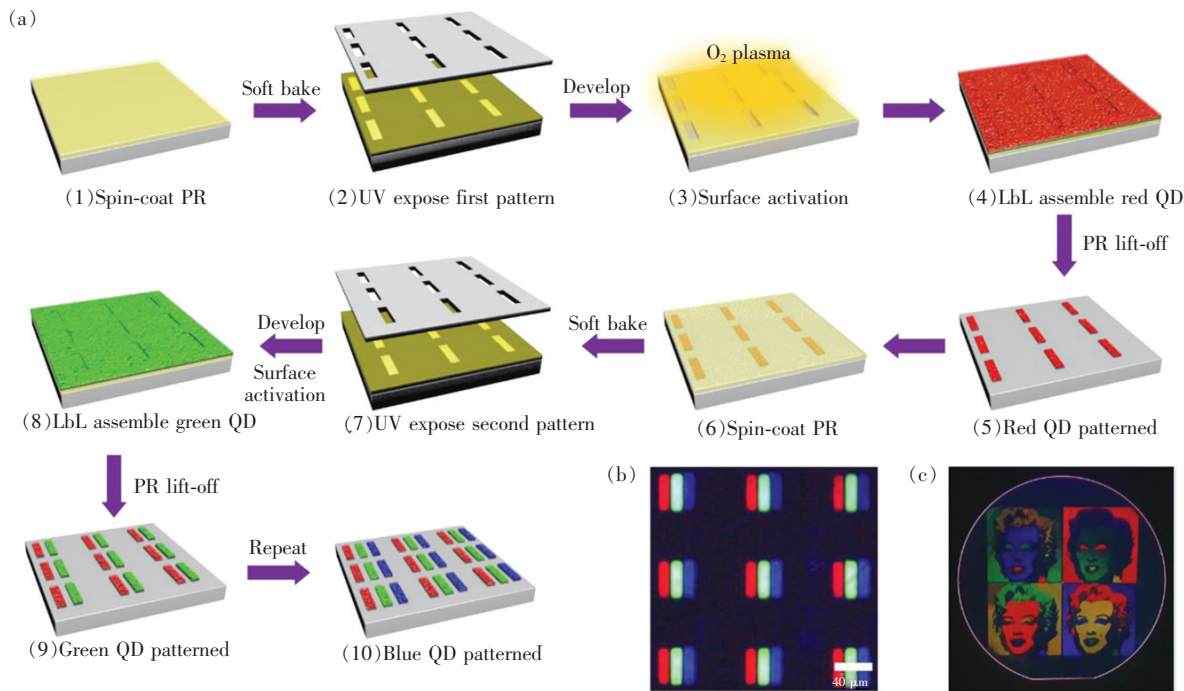 (a)
O₂ plasma
Soft bake
Develop
(1)Spin-coat PR
(2)UV expose first pattern
(3)Surface activation
(4)LbL assemble red QD
PR lift-off
Develop
Surface
activation
Soft bake
(8)LbL assemble green QD
(7)UV expose second pattern
(6)Spin-coat PR
(5)Red QD patterned
PR lift-off
Repeat
(9)Green QD patterned
(10)Blue QD patterned
(b)
40 μm
(c)